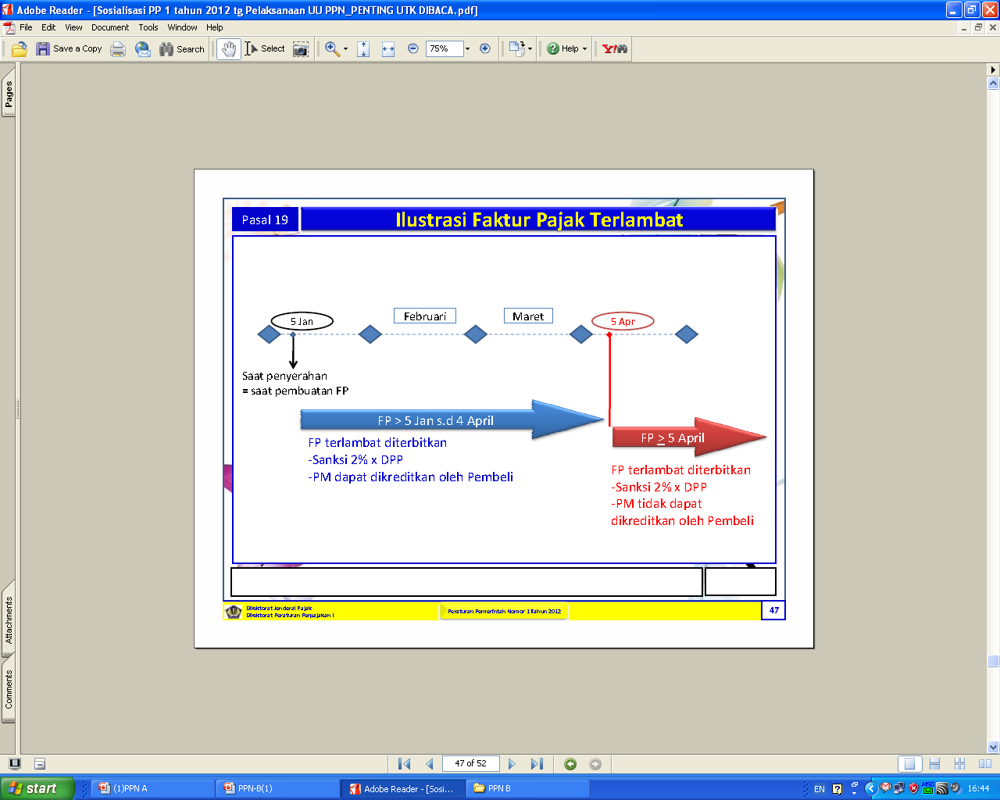 Adobe Reader - [Sosialisasi PP 1 tahun 2012 tg Pelaksanaan UU PPN_PENTING UTK DIBACA.pdf]
File Edit View Document Tools Window Help
Save a Copy Search Select 75% Help Y!
Pages
Pasal 19 Ilustrasi Faktur Pajak Terlambat
5 Jan Februari Maret 5 Apr
Saat penyerahan
= saat pembuatan FP
FP > 5 Jan s.d 4 April
FP terlambat diterbitkan
-Sanksi 2% x DPP
-PM dapat dikreditkan oleh Pembeli
FP > 5 April
FP terlambat diterbitkan
-Sanksi 2% x DPP
-PM tidak dapat
dikreditkan oleh Pembeli
Direktorat Jenderal Pajak
Direktorat Peraturan Perpajakan I
Peraturan Pemerintah Nomor 1 Tahun 2012
47
Attachments
Comments
47 of 52
start (1)PPN A PPN-B(1) Adobe Reader - [Sosi... PPN B EN MSG 16:44